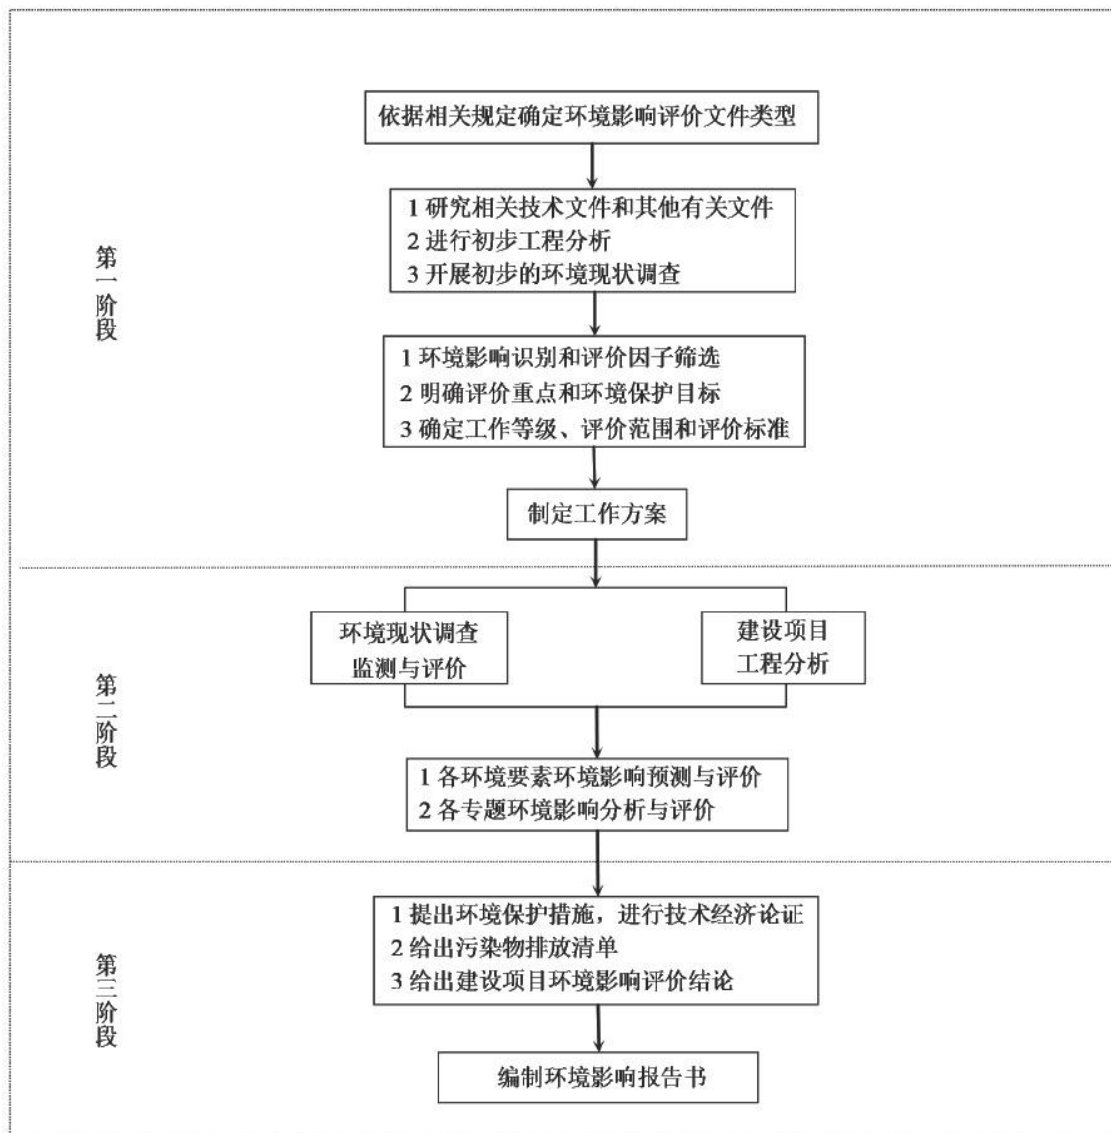 第一阶段
依据相关规定确定环境影响评价文件类型
1 研究相关技术文件和其他有关文件
2 进行初步工程分析
3 开展初步的环境现状调查
1 环境影响识别和评价因子筛选
2 明确评价重点和环境保护目标
3 确定工作等级、评价范围和评价标准
制定工作方案
第二阶段
环境现状调查
监测与评价
建设项目
工程分析
1 各环境要素环境影响预测与评价
2 各专题环境影响分析与评价
第三阶段
1 提出环境保护措施，进行技术经济论证
2 给出污染物排放清单
3 给出建设项目环境影响评价结论
编制环境影响报告书